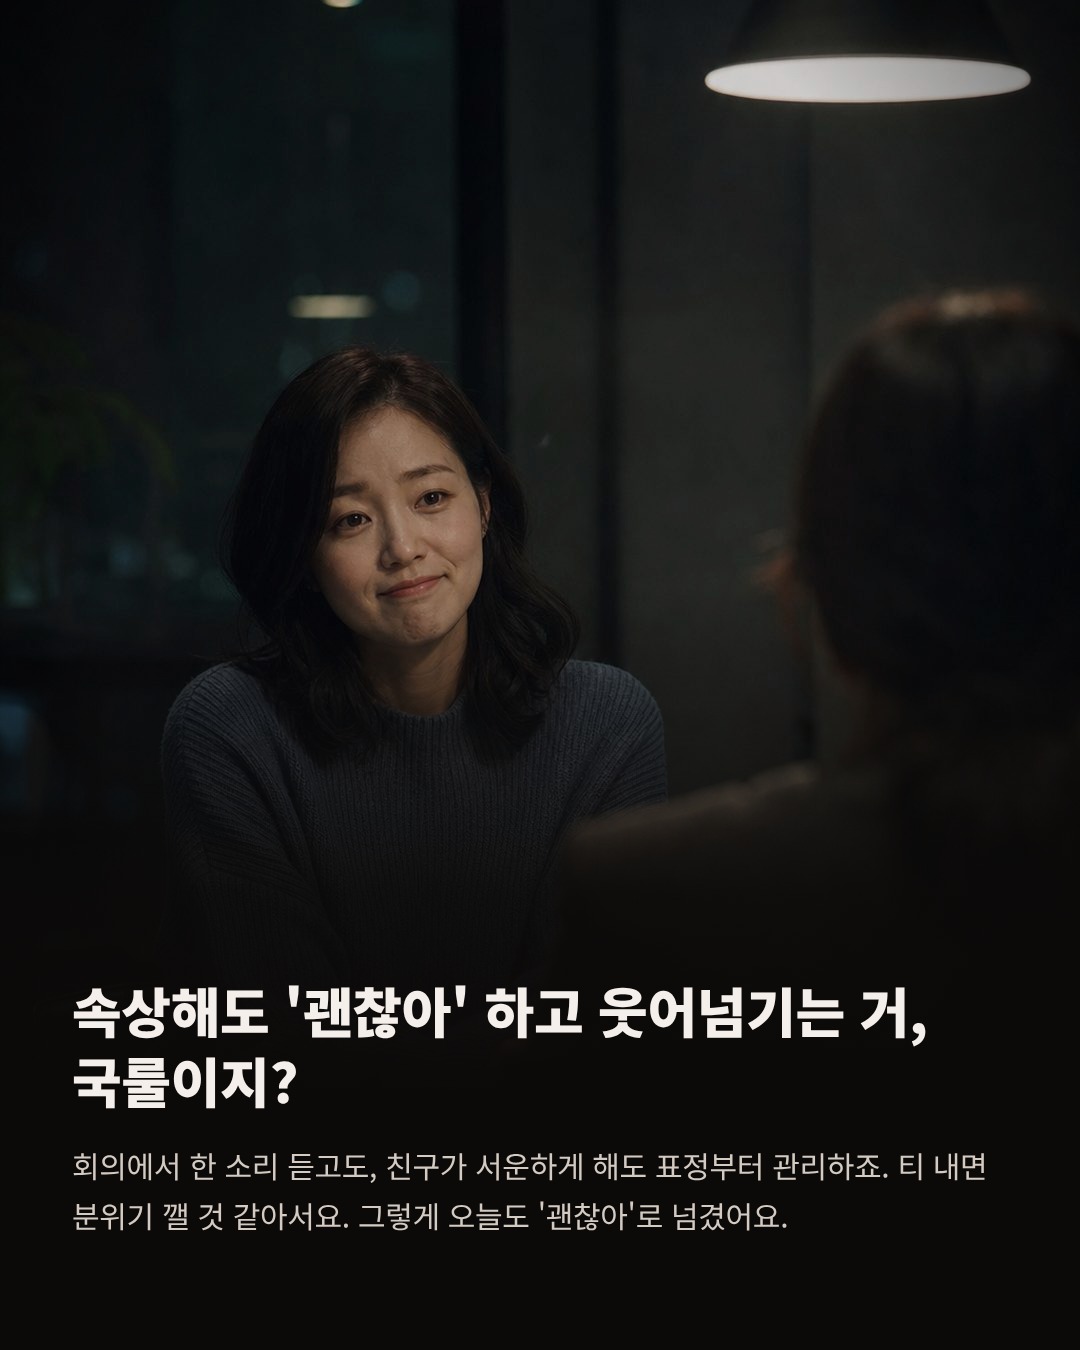 속상해도 '괜찮아' 하고 웃어넘기는 거,
국룰이지?
회의에서 한 소리 듣고도, 친구가 서운하게 해도 표정부터 관리하죠. 티 내면
분위기 깰 것 같아서요. 그렇게 오늘도 '괜찮아'로 넘겼어요.